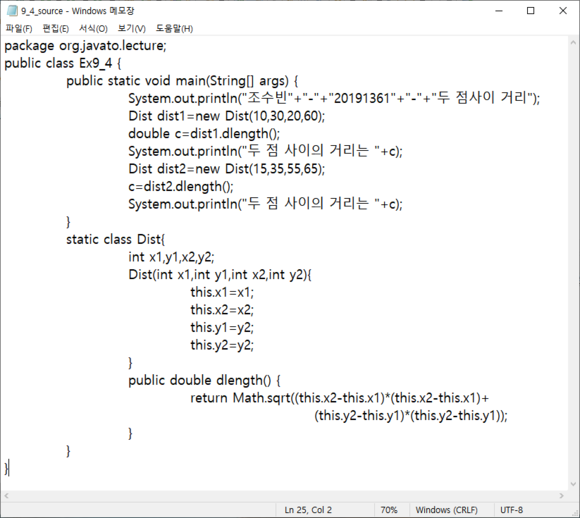 9_4_source - Windows 메모장
파일(F) 편집(E) 서식(O) 보기(V) 도움말(H)
package org.javato.lecture;
public class Ex9_4 {
public static void main(String[] args) {
System.out.println("조수빈"+"-"+"20191361"+"-"+"두 점사이 거리");
Dist dist1=new Dist(10,30,20,60);
double c=dist1.dlength();
System.out.println("두 점 사이의 거리는 "+c);
Dist dist2=new Dist(15,35,55,65);
c=dist2.dlength();
System.out.println("두 점 사이의 거리는 "+c);
}
static class Dist{
int x1,y1,x2,y2;
Dist(int x1,int y1,int x2,int y2){
this.x1=x1;
this.x2=x2;
this.y1=y2;
this.y2=y2;
}
public double dlength() {
return Math.sqrt((this.x2-this.x1)*(this.x2-this.x1)+
(this.y2-this.y1)*(this.y2-this.y1));
}
}
}
Ln 25, Col 2 70% Windows (CRLF) UTF-8